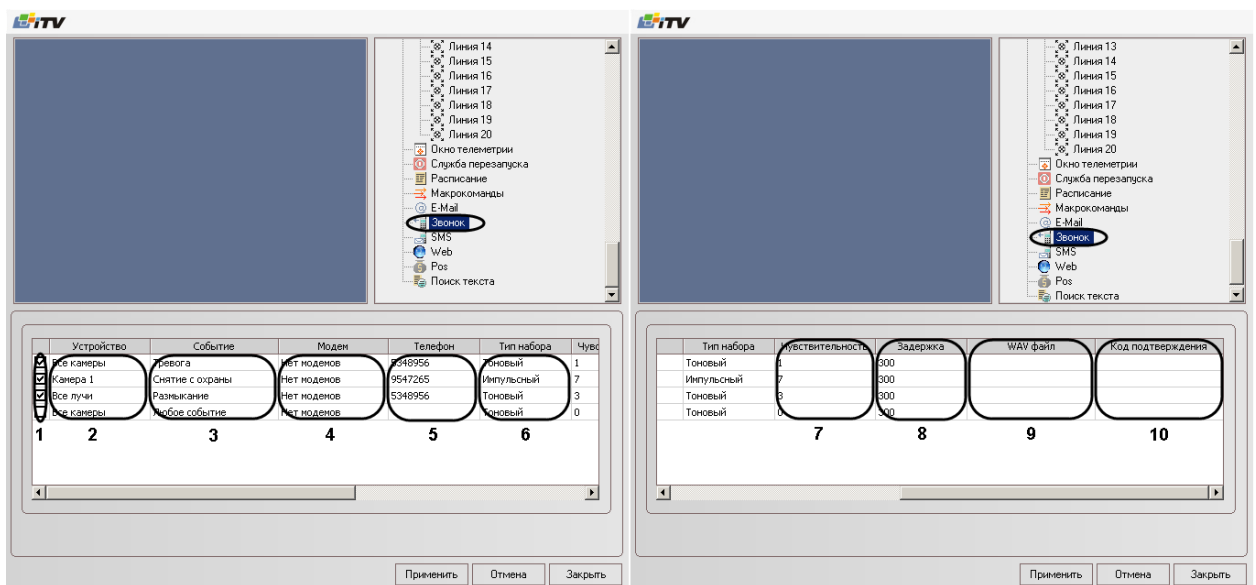 iTV
Линия 14
Линия 15
Линия 16
Линия 17
Линия 18
Линия 19
Линия 20
Окно телеметрии
Служба перезапуска
Расписание
Макрокоманды
E-Mail
Звонок
SMS
Web
Pos
Поиск текста
Устройство Событие Модем Телефон Тип набора Чувс
Все камеры Тревога Нет модемов 5348956 Тоновый 1
Камера 1 Снятие с охраны Нет модемов 9547265 Импульсный 7
Все лучи Размыкание Нет модемов 5348956 Тоновый 3
Все камеры Любое событие Нет модемов Тоновый 0
1 2 3 4 5 6
Применить Отмена Закрыть
iTV
Линия 13
Линия 14
Линия 15
Линия 16
Линия 17
Линия 18
Линия 19
Линия 20
Окно телеметрии
Служба перезапуска
Расписание
Макрокоманды
E-Mail
Звонок
SMS
Web
Pos
Поиск текста
Тип набора Чувствительность Задержка WAV файл Код подтверждения
Тоновый 1 300
Импульсный 7 300
Тоновый 3 300
Тоновый 0 300
7 8 9 10
Применить Отмена Закрыть